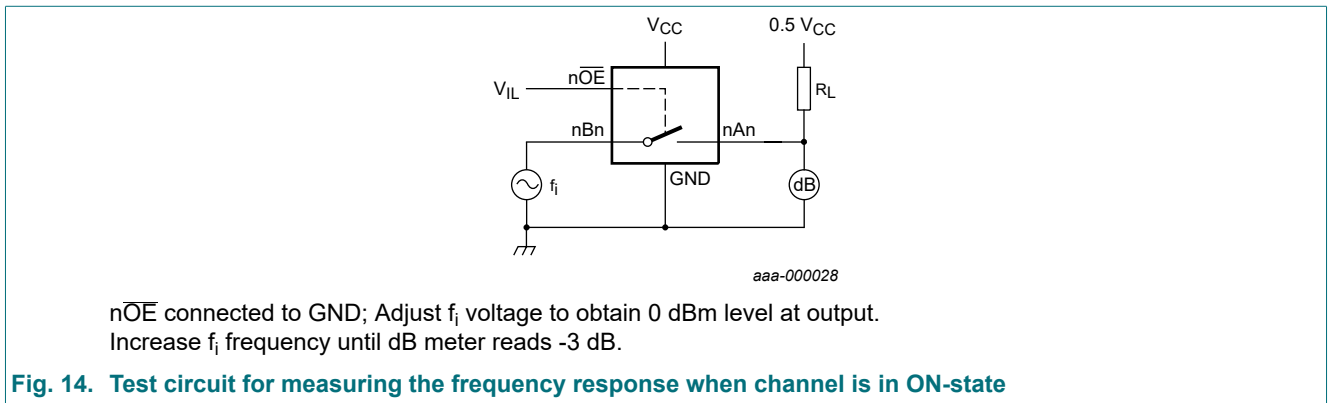 V_CC
0.5 V_CC
nO̅E̅
V_IL
R_L
nBn
nAn
f_i
GND
dB
aaa-000028
nO̅E̅ connected to GND; Adjust f_i voltage to obtain 0 dBm level at output.
Increase f_i frequency until dB meter reads -3 dB.
Fig. 14. Test circuit for measuring the frequency response when channel is in ON-state